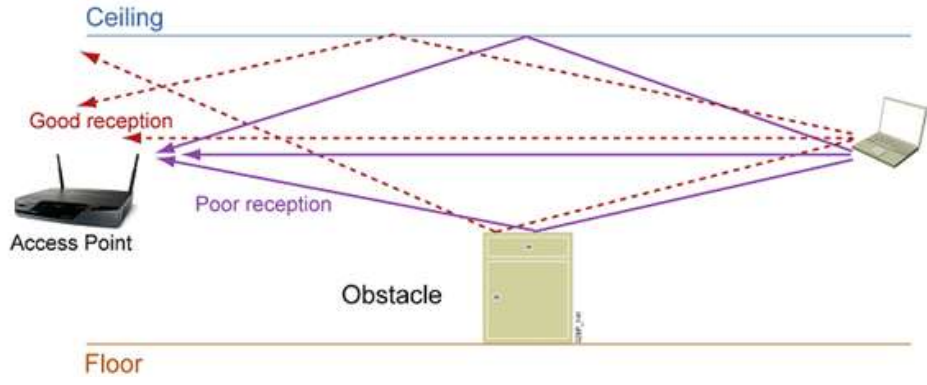 Ceiling
Good reception
Poor reception
Access Point
Obstacle
Floor